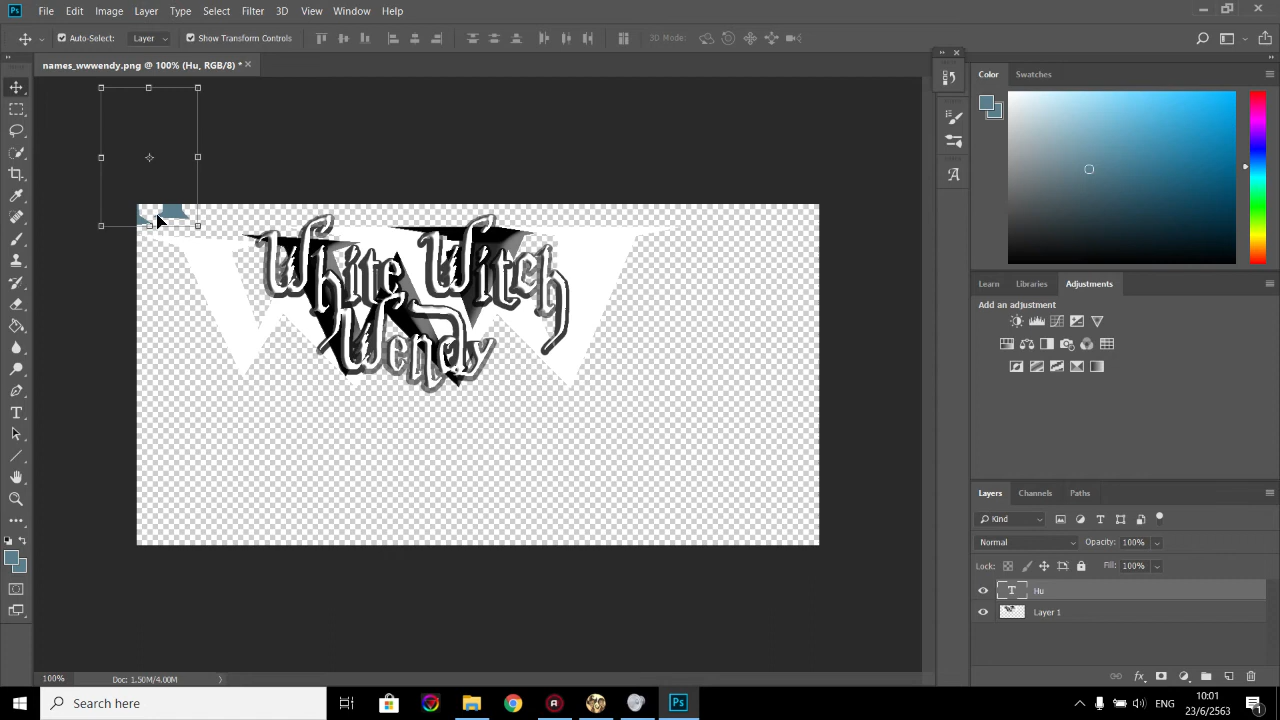 Ps File Edit Image Layer Type Select Filter 3D View Window Help
Auto-Select: Layer Show Transform Controls 3D Mode:
names_wwwendy.png @ 100% (Hu, RGB/8) *
Color Swatches
White Witch
Wendy
Learn Libraries Adjustments
Add an adjustment
Layers Channels Paths
Kind
Normal Opacity: 100%
Lock: Fill: 100%
T Hu
Layer 1
100% Doc: 1.50M/4.00M
Search here
10:01
23/6/2563